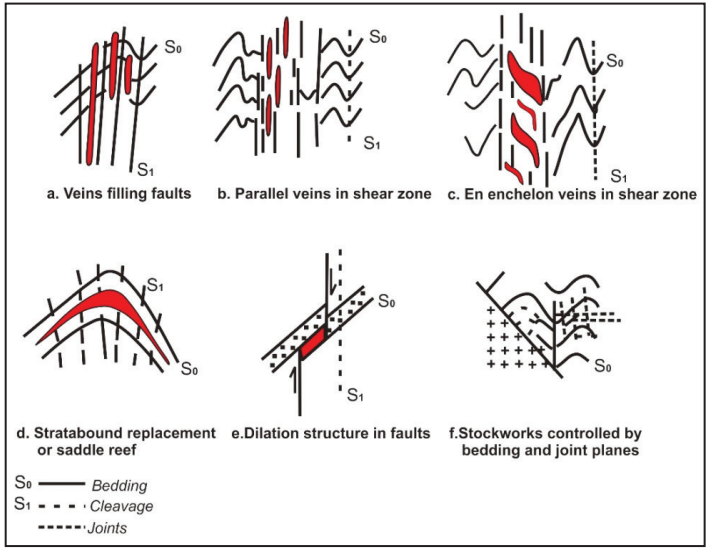 S₀
S₁
a. Veins filling faults
S₀
S₁
b. Parallel veins in shear zone
S₀
S₁
c. En enchelon veins in shear zone
S₁
S₀
d. Stratabound replacement
or saddle reef
S₀
S₁
e.Dilation structure in faults
S₀
f.Stockworks controlled by
bedding and joint planes
S₀ Bedding
S₁ Cleavage
Joints